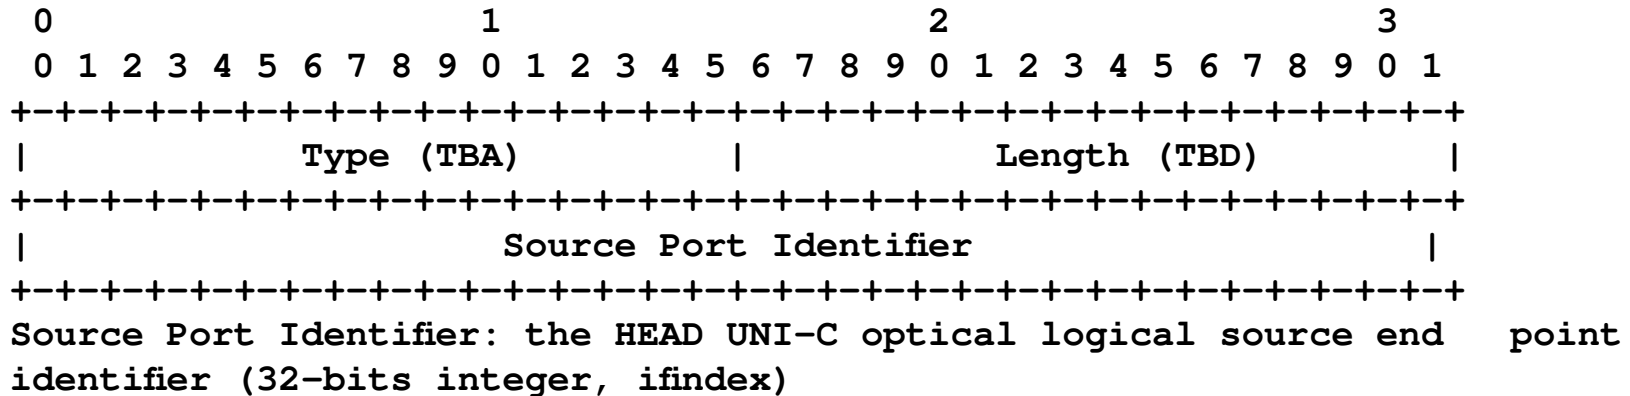 0                   1                   2                   3
 0 1 2 3 4 5 6 7 8 9 0 1 2 3 4 5 6 7 8 9 0 1 2 3 4 5 6 7 8 9 0 1
+-+-+-+-+-+-+-+-+-+-+-+-+-+-+-+-+-+-+-+-+-+-+-+-+-+-+-+-+-+-+-+-+
|            Type (TBA)         |           Length (TBD)        |
+-+-+-+-+-+-+-+-+-+-+-+-+-+-+-+-+-+-+-+-+-+-+-+-+-+-+-+-+-+-+-+-+
|                     Source Port Identifier                    |
+-+-+-+-+-+-+-+-+-+-+-+-+-+-+-+-+-+-+-+-+-+-+-+-+-+-+-+-+-+-+-+-+
Source Port Identifier: the HEAD UNI-C optical logical source end   point
identifier (32-bits integer, ifindex)